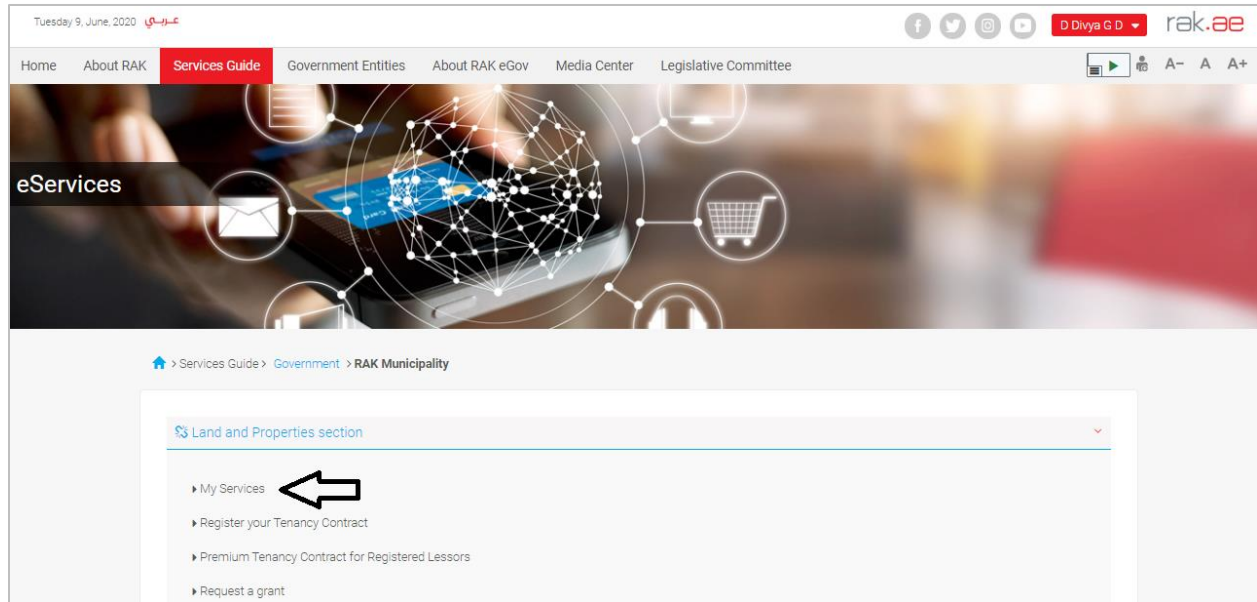 Tuesday 9, June, 2020 عـربـي
D Divya G D
rak.ae
Home About RAK Services Guide Government Entities About RAK eGov Media Center Legislative Committee A- A A+
eServices
Card
> Services Guide > Government > RAK Municipality
Land and Properties section
My Services
Register your Tenancy Contract
Premium Tenancy Contract for Registered Lessors
Request a grant